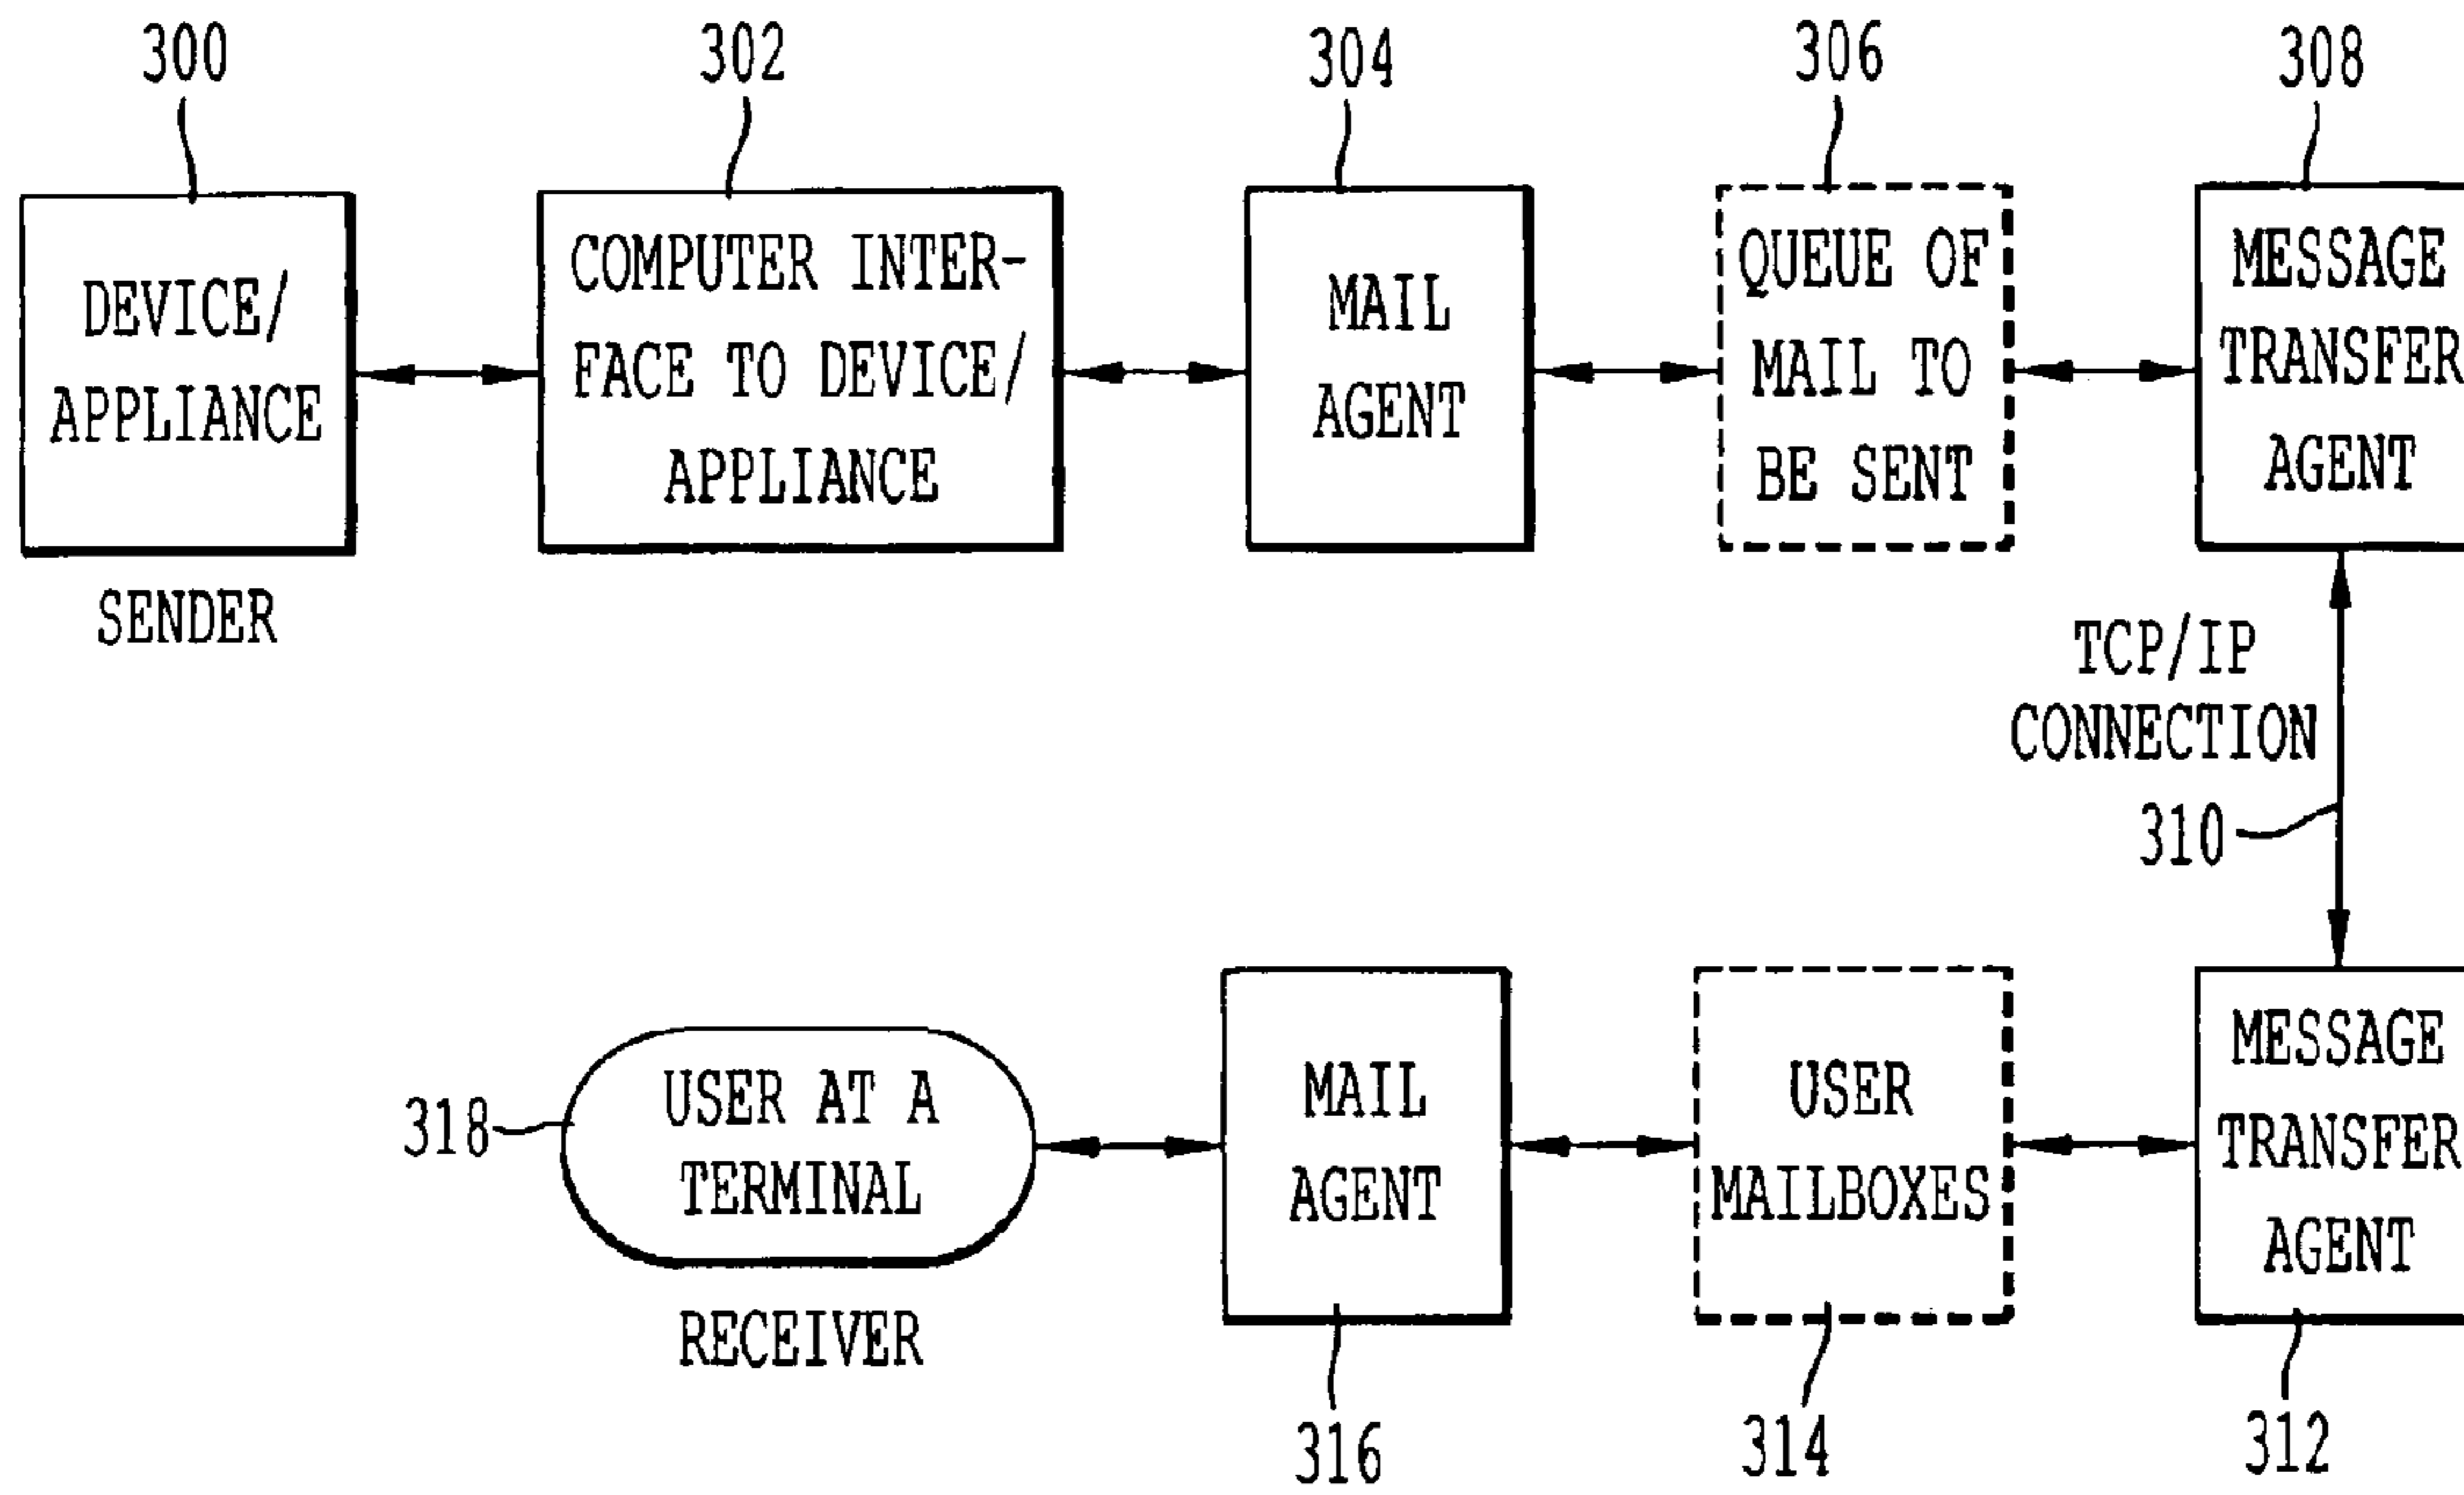 300
302
304
306
308
DEVICE/
APPLIANCE
SENDER
COMPUTER INTER-
FACE TO DEVICE/
APPLIANCE
MAIL
AGENT
QUEUE OF
MAIL TO
BE SENT
MESSAGE
TRANSFER
AGENT
TCP/IP
CONNECTION
310
318
USER AT A
TERMINAL
RECEIVER
MAIL
AGENT
USER
MAILBOXES
MESSAGE
TRANSFER
AGENT
316
314
312